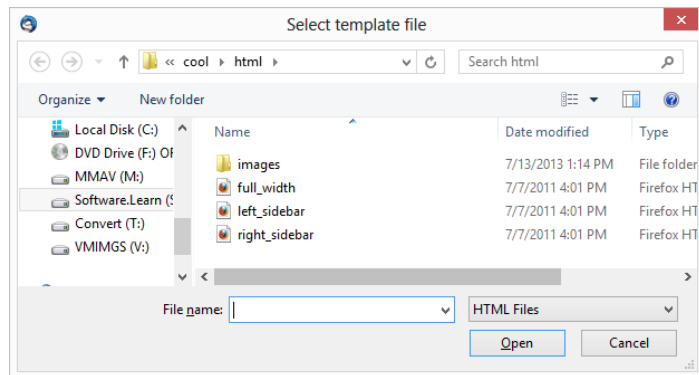 Select template file
« cool html
Search html
Organize New folder
Name Date modified Type
Local Disk (C:)
DVD Drive (F:) OF
MMAV (M:)
Software.Learn (S
Convert (T:)
VMIMGS (V:)
images 7/13/2013 1:14 PM File folder
full_width 7/7/2011 4:01 PM Firefox HT
left_sidebar 7/7/2011 4:01 PM Firefox HT
right_sidebar 7/7/2011 4:01 PM Firefox HT
File name: HTML Files
Open Cancel